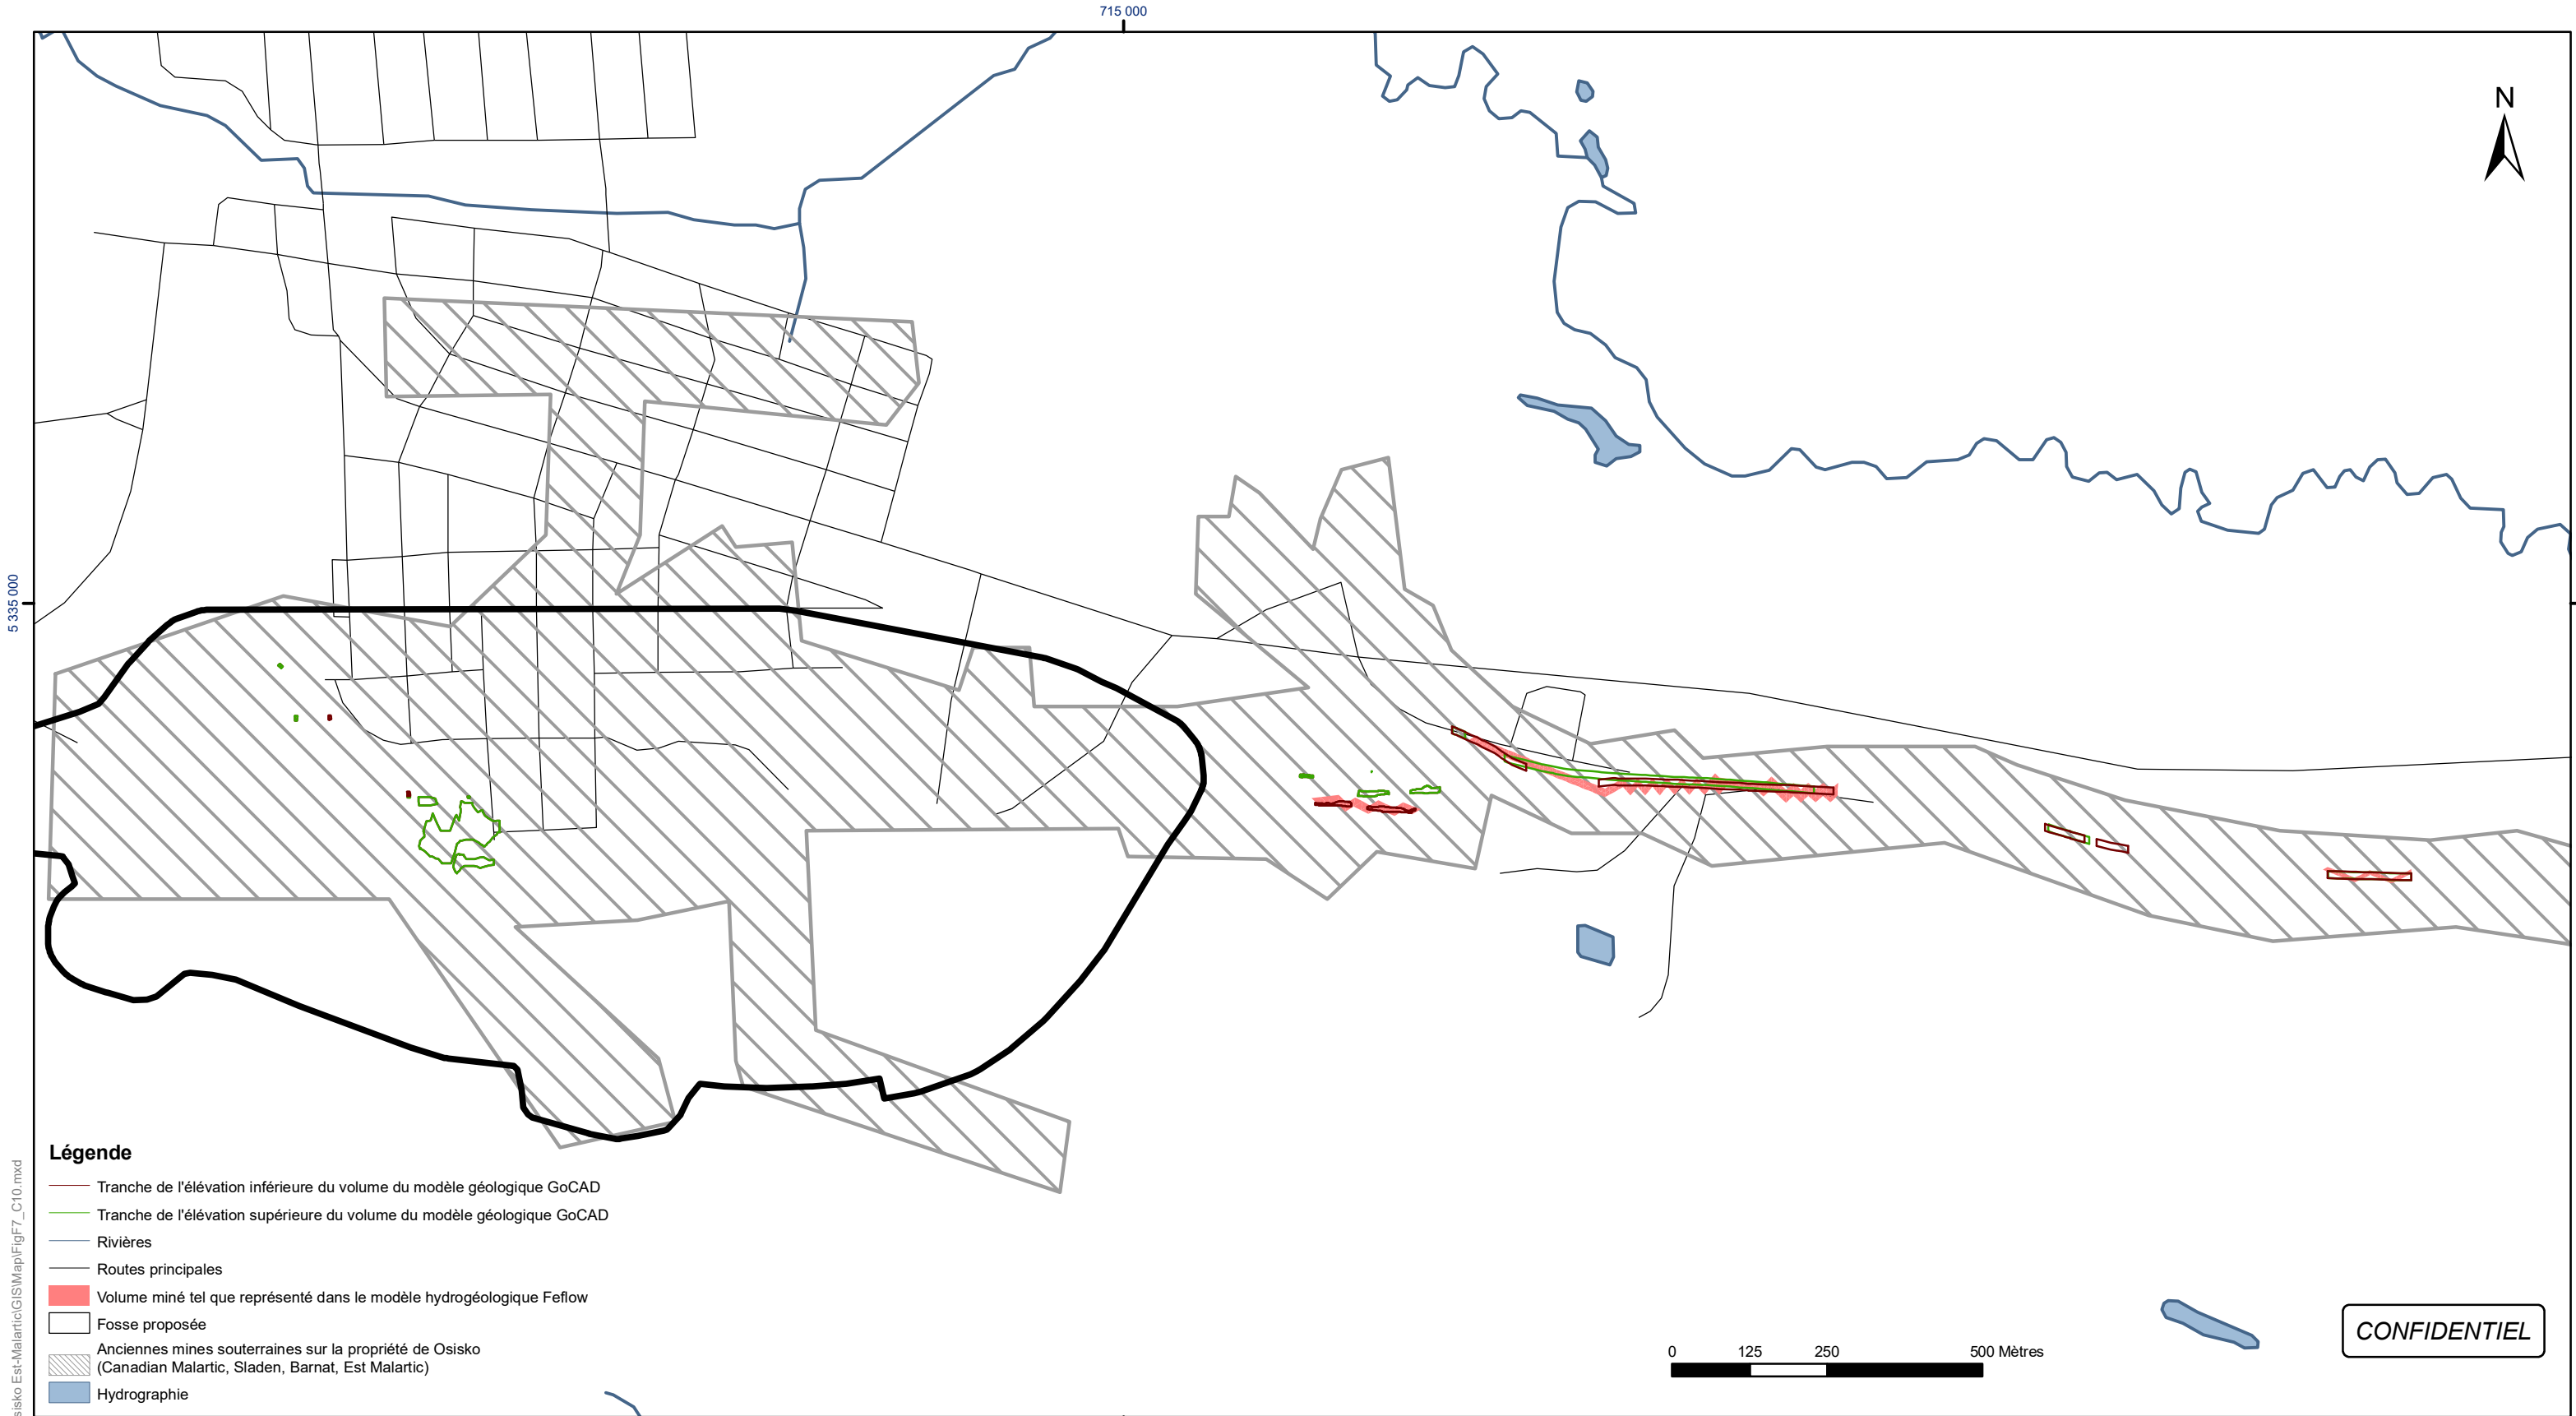 715 000
N
5 335 000
Légende
Tranche de l'élévation inférieure du volume du modèle géologique GoCAD
Tranche de l'élévation supérieure du volume du modèle géologique GoCAD
Rivières
Routes principales
Volume miné tel que représenté dans le modèle hydrogéologique Feflow
Fosse proposée
Anciennes mines souterraines sur la propriété de Osisko
(Canadian Malartic, Sladen, Barnat, Est Malartic)
Hydrographie
0 125 250 500 Mètres
CONFIDENTIEL
sisko Est-Malartic\GIS\Map\FigF7_C10.mxd